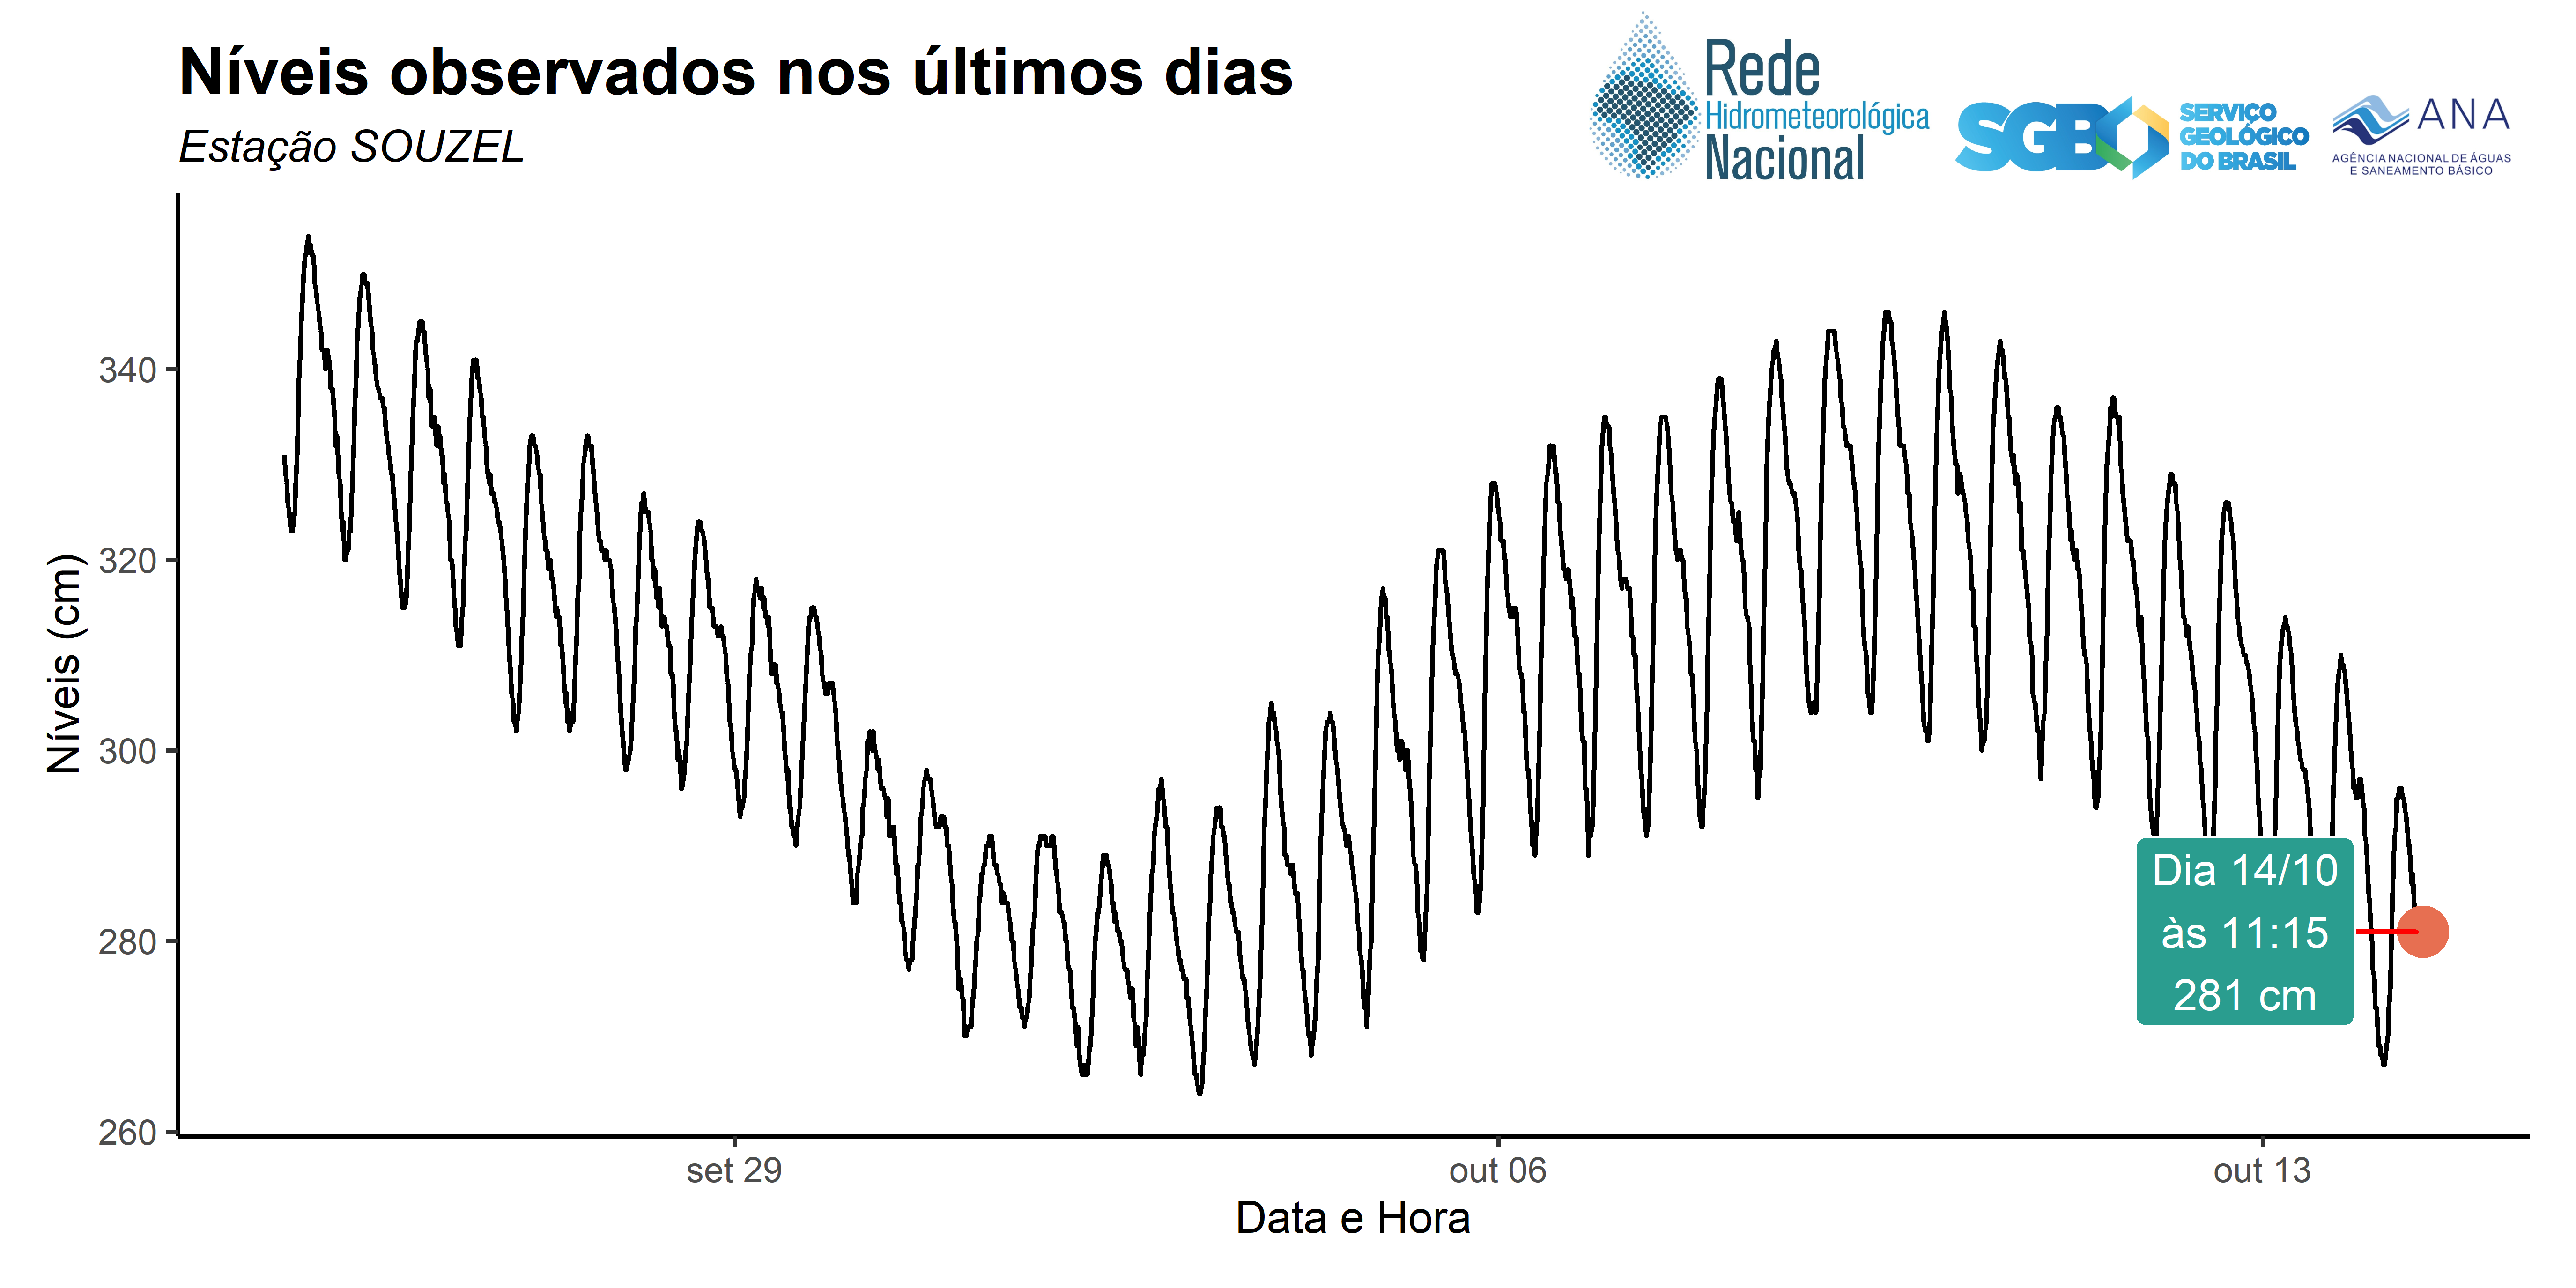 Níveis observados nos últimos dias
Estação SOUZEL
Rede
Hidrometeorológica
Nacional
SGB
SERVIÇO
GEOLÓGICO
DO BRASIL
ANA
AGÊNCIA NACIONAL DE ÁGUAS
E SANEAMENTO BÁSICO
Níveis (cm)
340
320
300
280
260
Dia 14/10
às 11:15
281 cm
set 29
out 06
out 13
Data e Hora